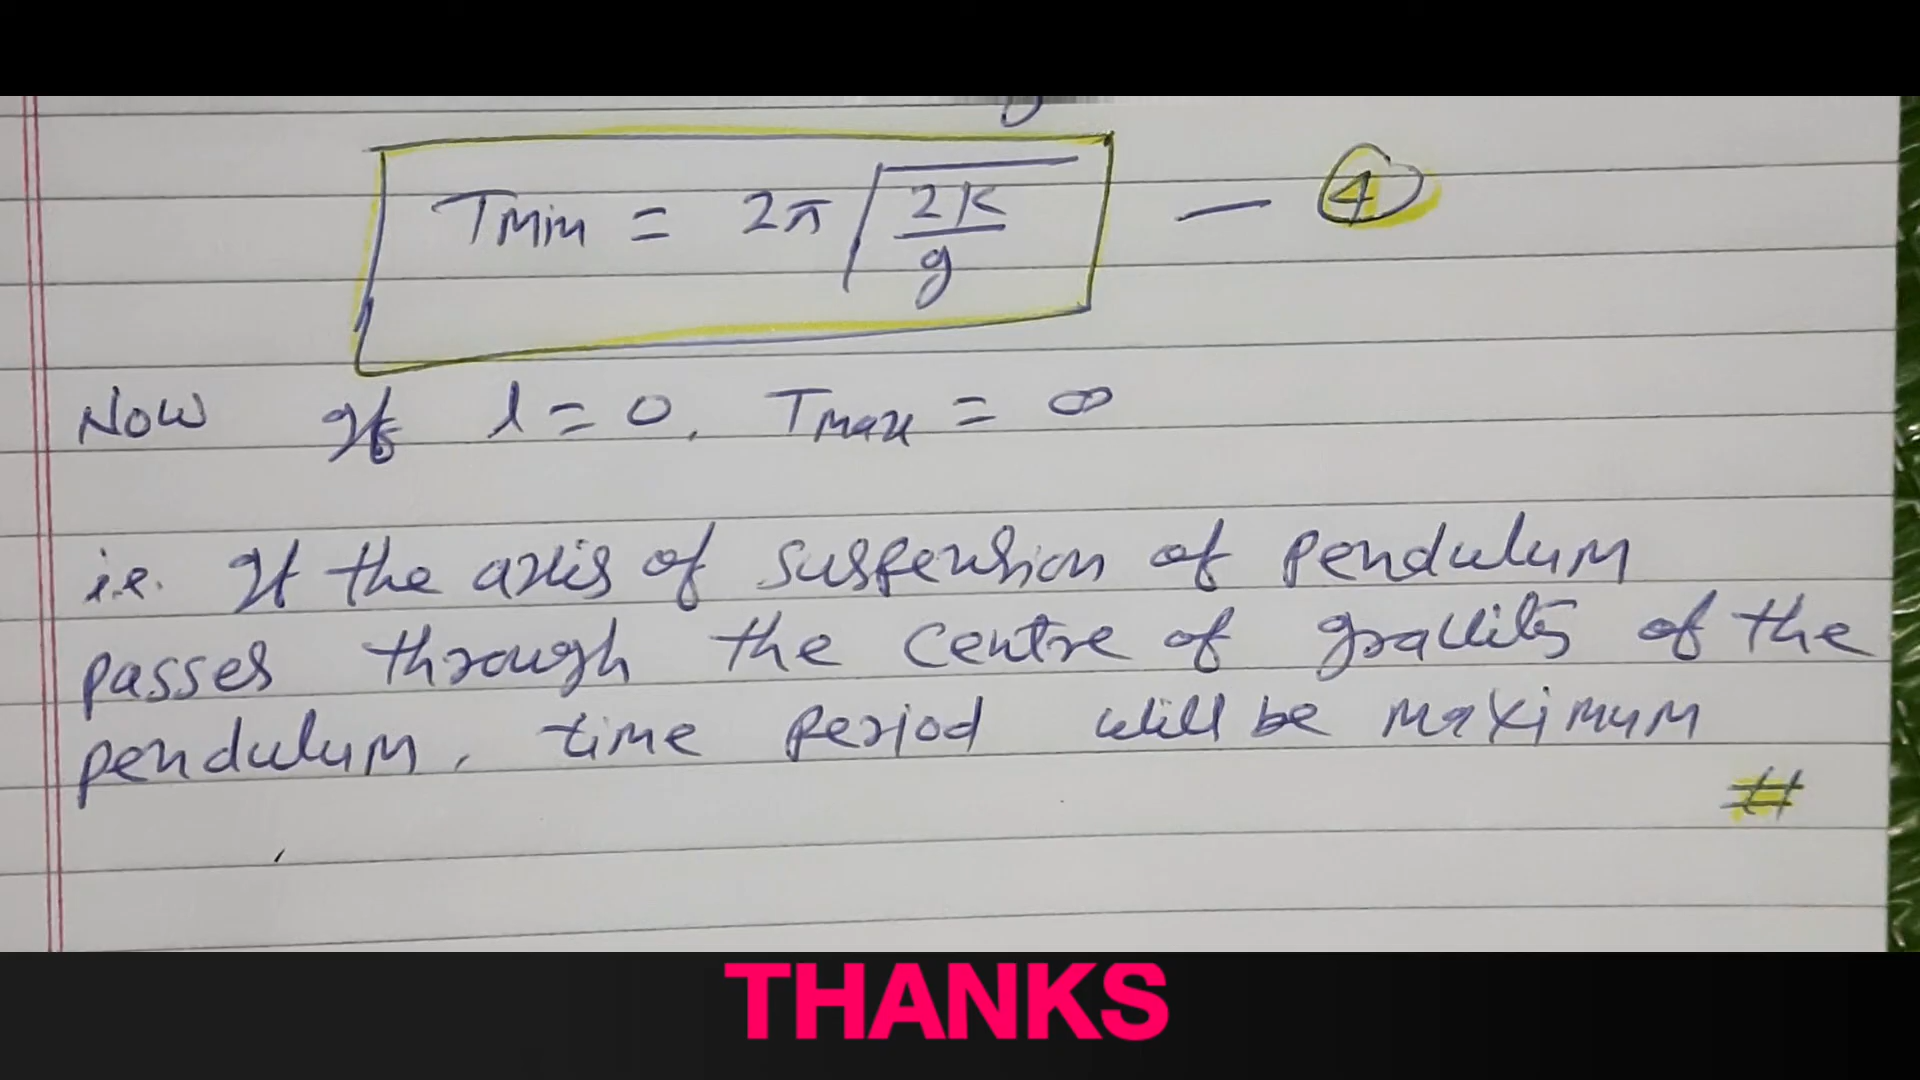 Tmin = 2π√(2K/g) — ④
Now If l = 0, Tmax = ∞
i.e. If the axis of suspension of pendulum
passes through the centre of gravity of the
pendulum, time period will be maximum
#
THANKS